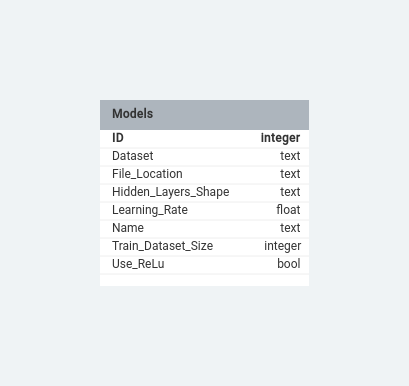 Models
ID integer
Dataset text
File_Location text
Hidden_Layers_Shape text
Learning_Rate float
Name text
Train_Dataset_Size integer
Use_ReLu bool